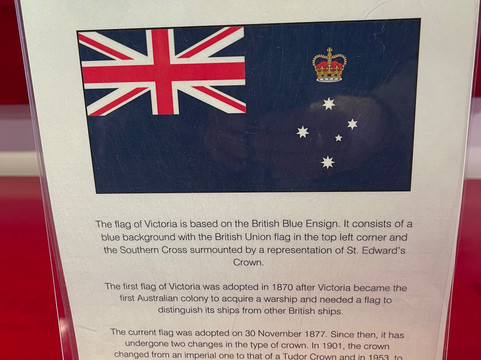 The flag of Victoria is based on the British Blue Ensign. It consists of a
blue background with the British Union flag in the top left corner and
the Southern Cross surmounted by a representation of St. Edward's
Crown.
The first flag of Victoria was adopted in 1870 after Victoria became the
first Australian colony to acquire a warship and needed a flag to
distinguish its ships from other British ships.
The current flag was adopted on 30 November 1877. Since then, it has
undergone two changes in the type of crown. In 1901, the crown
changed from an imperial one to that of a Tudor Crown and in 1953, to